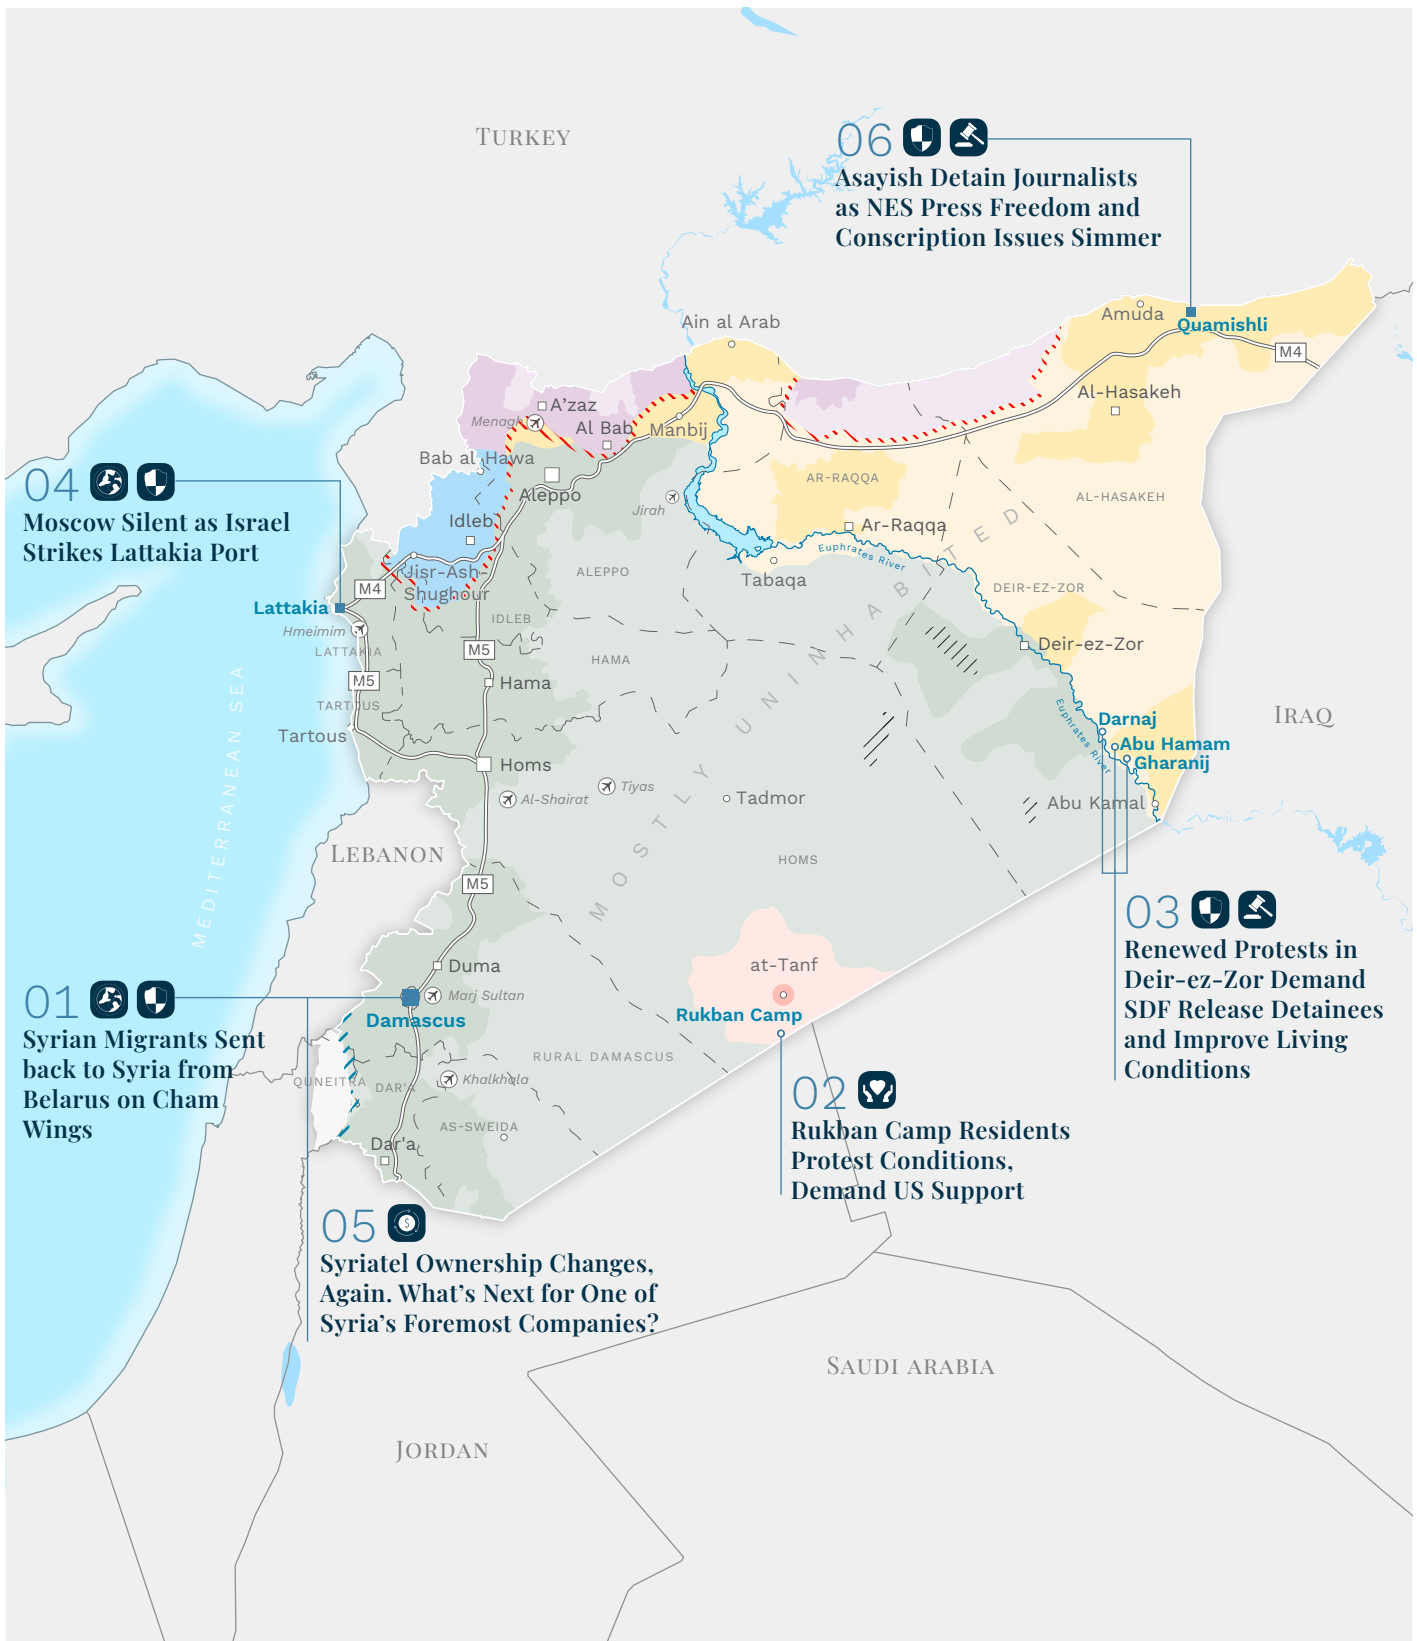 TURKEY
06
Asayish Detain Journalists
as NES Press Freedom and
Conscription Issues Simmer
Amuda
Quamishli
Ain al Arab
M4
Al-Hasakeh
A'zaz
Menagh
Al Bab
Manbij
Bab al-Hawa
Aleppo
AR-RAQQA
AL-HASAKEH
04
Moscow Silent as Israel
Strikes Lattakia Port
Idleb
Jirah
Ar-Raqqa
Euphrates River
Jisr-Ash-
Shughour
ALEPPO
Tabaqa
DEIR-EZ-ZOR
M4
Lattakia
Hmeimim
LATTAKIA
IDLEB
M5
HAMA
Deir-ez-Zor
M5
Hama
TARTOUS
Tartous
MEDITERRANEAN SEA
MOSTLY UNINHABITED
Euphrates River
Darnaj
Abu Hamam
Gharanij
IRAQ
Homs
Al-Shairat
Tiyas
Tadmor
Abu Kamal
LEBANON
HOMS
M5
03
Renewed Protests in
Deir-ez-Zor Demand
SDF Release Detainees
and Improve Living
Conditions
Duma
at-Tanf
01
Syrian Migrants Sent
back to Syria from
Belarus on Cham
Wings
Marj Sultan
Damascus
Rukban Camp
RURAL DAMASCUS
QUNEITRA
DAR'A
Khalkhala
AS-SWEIDA
Dar'a
02
Rukban Camp Residents
Protest Conditions,
Demand US Support
05
$
Syriatel Ownership Changes,
Again. What's Next for One of
Syria's Foremost Companies?
SAUDI ARABIA
JORDAN